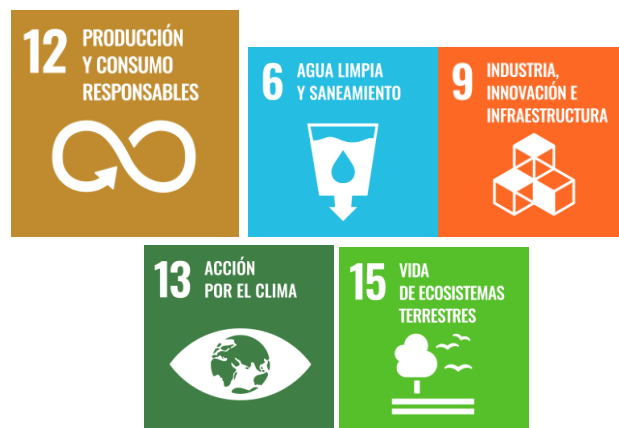 12 PRODUCCIÓN
Y CONSUMO
RESPONSABLES
6 AGUA LIMPIA
Y SANEAMIENTO
9 INDUSTRIA,
INNOVACIÓN E
INFRAESTRUCTURA
13 ACCIÓN
POR EL CLIMA
15 VIDA
DE ECOSISTEMAS
TERRESTRES